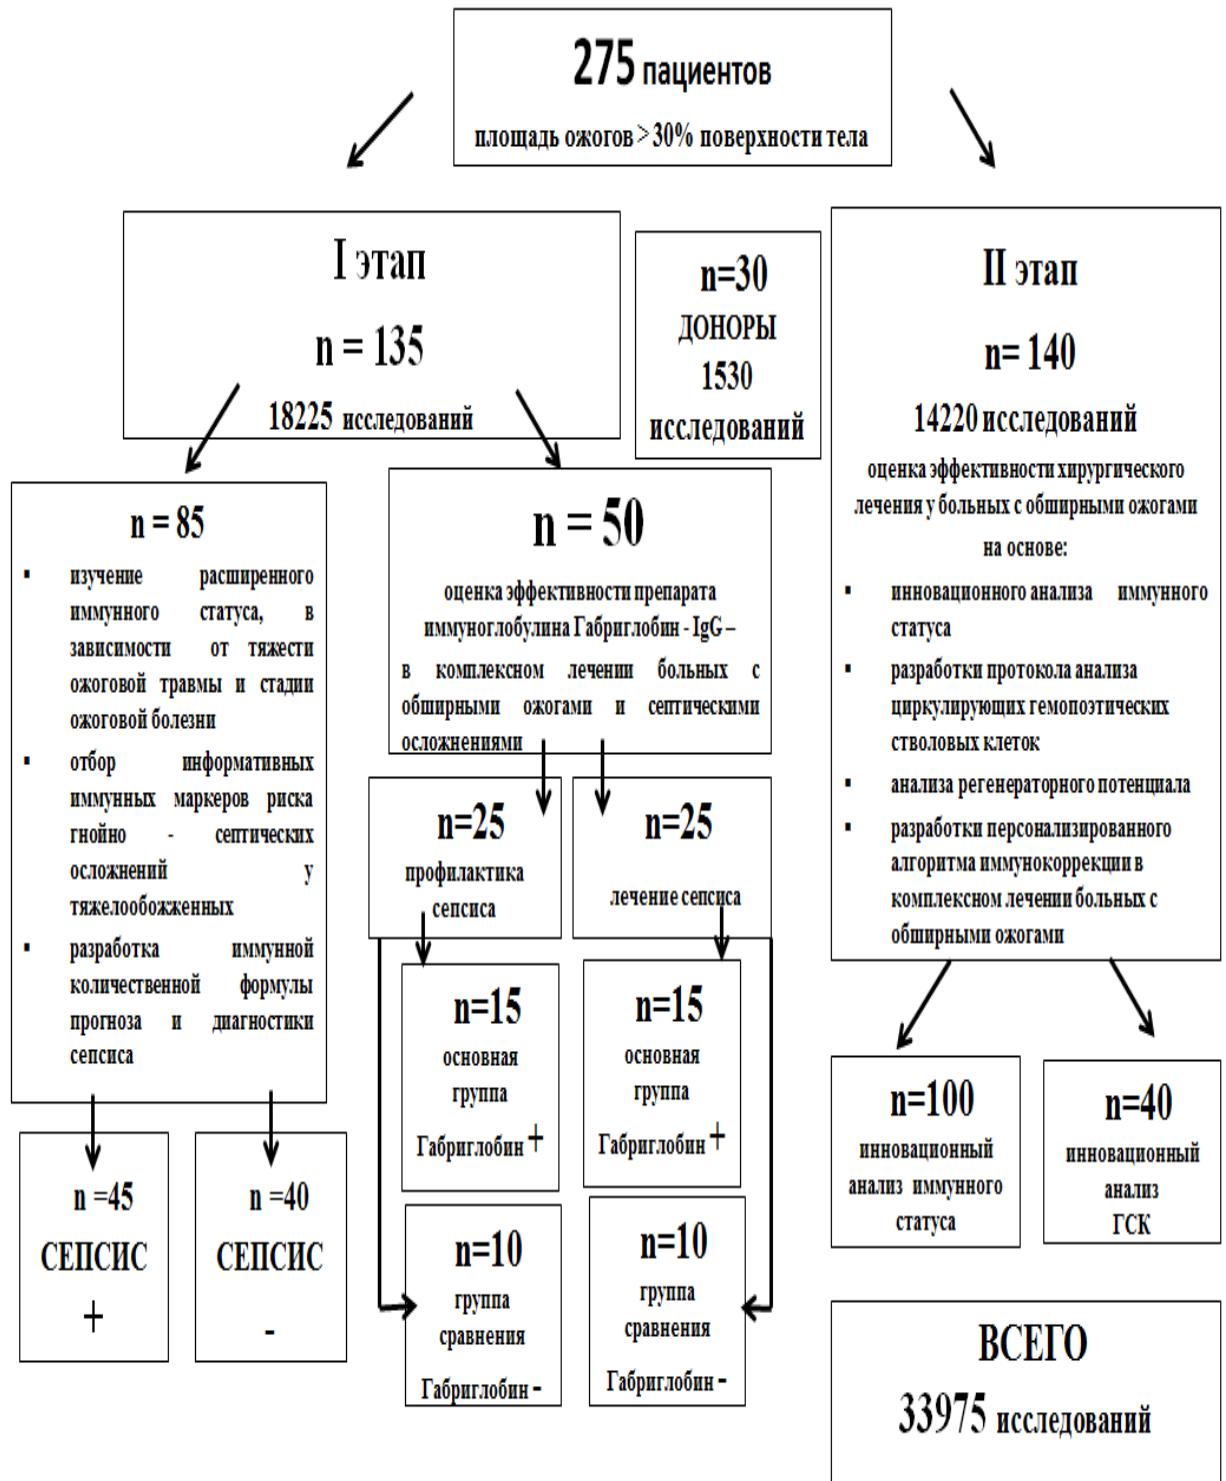 275 пациентов
площадь ожогов > 30% поверхности тела
I этап
n = 135
18225 исследований
n=30
ДОНОРЫ
1530
исследований
II этап
n= 140
14220 исследований
оценка эффективности хирургического
лечения у больных с обширными ожогами
на основе:
▪ инновационного анализа иммунного
статуса
▪ разработки протокола анализа
циркулирующих гемопоэтических
стволовых клеток
▪ анализа регенераторного потенциала
▪ разработки персонализированного
алгоритма иммунокоррекции в
комплексном лечении больных с
обширными ожогами
n = 85
▪ изучение расширенного
иммунного статуса, в
зависимости от тяжести
ожоговой травмы и стадии
ожоговой болезни
▪ отбор информативных
иммунных маркеров риска
гнойно - септических
осложнений у
тяжелообожженных
▪ разработка иммунной
количественной формулы
прогноза и диагностики
сепсиса
n = 50
оценка эффективности препарата
иммуноглобулина Габриглобин - IgG –
в комплексном лечении больных с
обширными ожогами и септическими
осложнениями
n=25
профилактика
сепсиса
n=25
лечение сепсиса
n=15
основная
группа
Габриглобин +
n=15
основная
группа
Габриглобин +
n=10
группа
сравнения
Габриглобин –
n=10
группа
сравнения
Габриглобин –
n =45
СЕПСИС
+
n =40
СЕПСИС
-
n=100
инновационный
анализ иммунного
статуса
n=40
инновационный
анализ
ГСК
ВСЕГО
33975 исследований